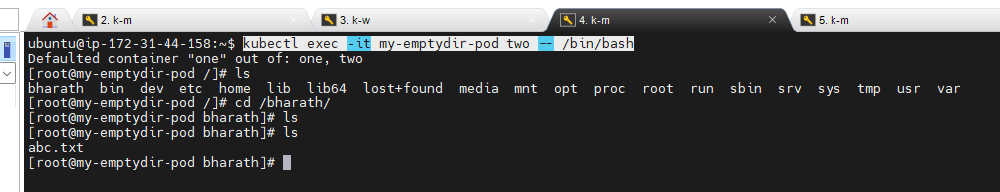 2. k-m
3. k-w
4. k-m
5. k-m
ubuntu@ip-172-31-44-158:~$ kubectl exec -it my-emptydir-pod two -- /bin/bash
Defaulted container "one" out of: one, two
[root@my-emptydir-pod /]# ls
bharath bin dev etc home lib lib64 lost+found media mnt opt proc root run sbin srv sys tmp usr var
[root@my-emptydir-pod /]# cd /bharath/
[root@my-emptydir-pod bharath]# ls
[root@my-emptydir-pod bharath]# ls
abc.txt
[root@my-emptydir-pod bharath]#